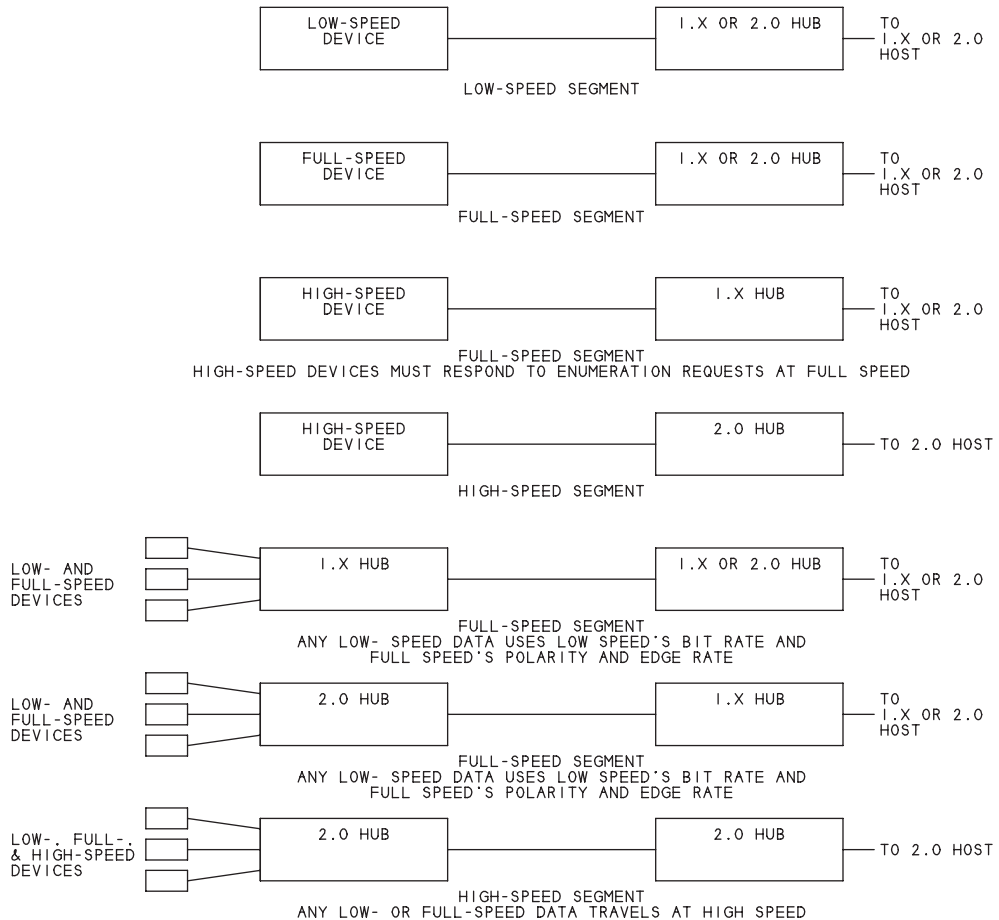 LOW-SPEED
DEVICE
1.X OR 2.0 HUB
TO
1.X OR 2.0
HOST
LOW-SPEED SEGMENT
FULL-SPEED
DEVICE
1.X OR 2.0 HUB
TO
1.X OR 2.0
HOST
FULL-SPEED SEGMENT
HIGH-SPEED
DEVICE
1.X HUB
TO
1.X OR 2.0
HOST
FULL-SPEED SEGMENT
HIGH-SPEED DEVICES MUST RESPOND TO ENUMERATION REQUESTS AT FULL SPEED
HIGH-SPEED
DEVICE
2.0 HUB
TO 2.0 HOST
HIGH-SPEED SEGMENT
LOW- AND
FULL-SPEED
DEVICES
1.X HUB
1.X OR 2.0 HUB
TO
1.X OR 2.0
HOST
FULL-SPEED SEGMENT
ANY LOW- SPEED DATA USES LOW SPEED'S BIT RATE AND
FULL SPEED'S POLARITY AND EDGE RATE
LOW- AND
FULL-SPEED
DEVICES
2.0 HUB
1.X HUB
TO
1.X OR 2.0
HOST
FULL-SPEED SEGMENT
ANY LOW- SPEED DATA USES LOW SPEED'S BIT RATE AND
FULL SPEED'S POLARITY AND EDGE RATE
LOW-, FULL-,
& HIGH-SPEED
DEVICES
2.0 HUB
2.0 HUB
TO 2.0 HOST
HIGH-SPEED SEGMENT
ANY LOW- OR FULL-SPEED DATA TRAVELS AT HIGH SPEED